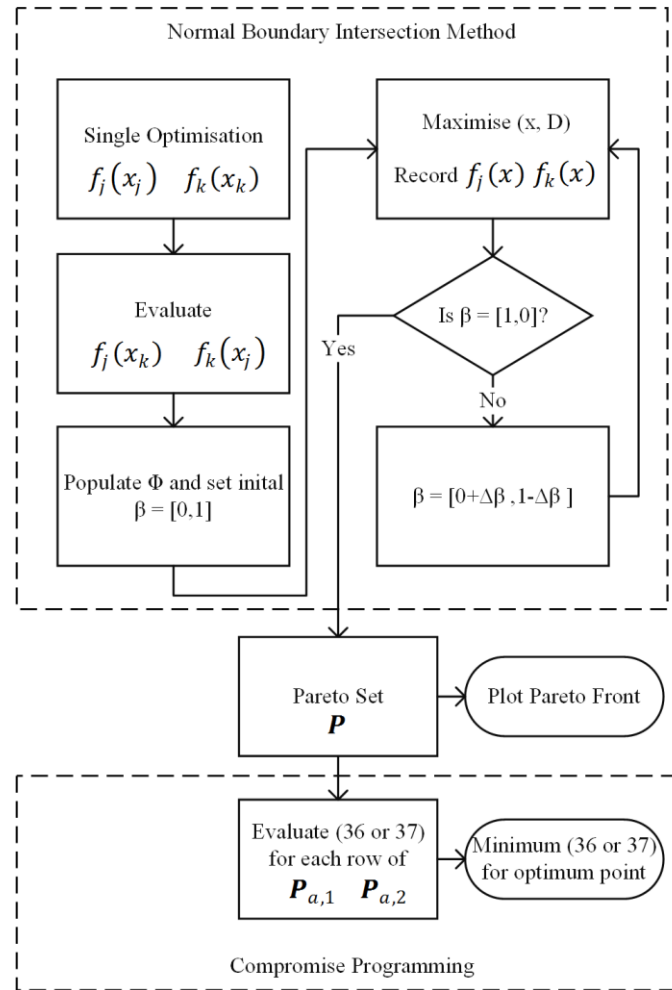 Normal Boundary Intersection Method
Single Optimisation
f_j(x_j) f_k(x_k)
Evaluate
f_j(x_k) f_k(x_j)
Populate Φ and set inital
β = [0,1]
Maximise (x, D)
Record f_j(x) f_k(x)
Is β = [1,0]?
Yes
No
β = [0+Δβ ,1-Δβ ]
Pareto Set
P
Plot Pareto Front
Evaluate (36 or 37)
for each row of
P_{a,1} P_{a,2}
Minimum (36 or 37)
for optimum point
Compromise Programming